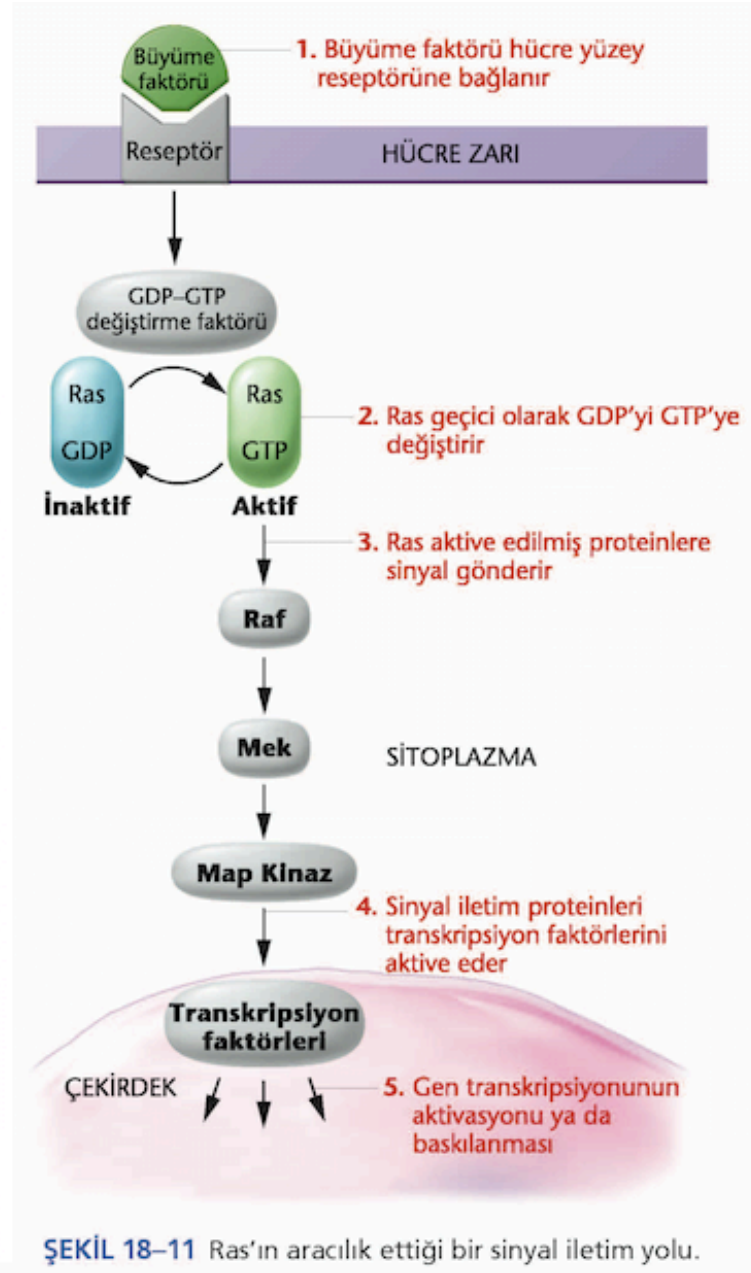 Büyüme
faktörü
1. Büyüme faktörü hücre yüzey
reseptörüne bağlanır
Reseptör
HÜCRE ZARI
GDP–GTP
değiştirme faktörü
Ras
GDP
İnaktif
Ras
GTP
Aktif
2. Ras geçici olarak GDP'yi GTP'ye
değiştirir
3. Ras aktive edilmiş proteinlere
sinyal gönderir
Raf
Mek
SİTOPLAZMA
Map Kinaz
4. Sinyal iletim proteinleri
transkripsiyon faktörlerini
aktive eder
Transkripsiyon
faktörleri
ÇEKİRDEK
5. Gen transkripsiyonunun
aktivasyonu ya da
baskılanması
ŞEKİL 18–11 Ras'ın aracılık ettiği bir sinyal iletim yolu.